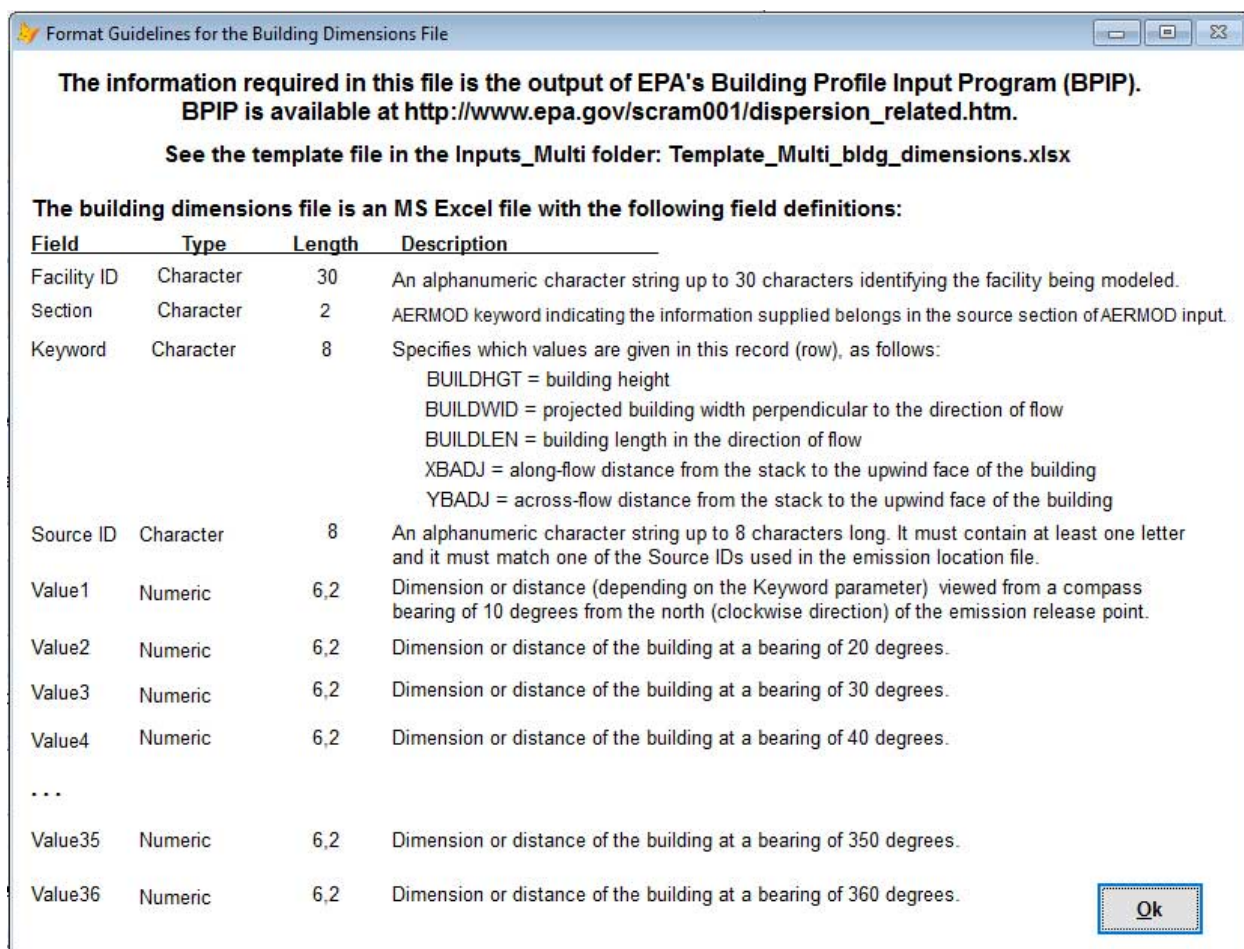 Format Guidelines for the Building Dimensions File
The information required in this file is the output of EPA's Building Profile Input Program (BPIP).
BPIP is available at http://www.epa.gov/scram001/dispersion_related.htm.
See the template file in the Inputs_Multi folder: Template_Multi_bldg_dimensions.xlsx
The building dimensions file is an MS Excel file with the following field definitions:
Field Type Length Description
Facility ID Character 30 An alphanumeric character string up to 30 characters identifying the facility being modeled.
Section Character 2 AERMOD keyword indicating the information supplied belongs in the source section of AERMOD input.
Keyword Character 8 Specifies which values are given in this record (row), as follows:
BUILDHGT = building height
BUILDWID = projected building width perpendicular to the direction of flow
BUILDLEN = building length in the direction of flow
XBADJ = along-flow distance from the stack to the upwind face of the building
YBADJ = across-flow distance from the stack to the upwind face of the building
Source ID Character 8 An alphanumeric character string up to 8 characters long. It must contain at least one letter
and it must match one of the Source IDs used in the emission location file.
Value1 Numeric 6,2 Dimension or distance (depending on the Keyword parameter) viewed from a compass
bearing of 10 degrees from the north (clockwise direction) of the emission release point.
Value2 Numeric 6,2 Dimension or distance of the building at a bearing of 20 degrees.
Value3 Numeric 6,2 Dimension or distance of the building at a bearing of 30 degrees.
Value4 Numeric 6,2 Dimension or distance of the building at a bearing of 40 degrees.
. . .
Value35 Numeric 6,2 Dimension or distance of the building at a bearing of 350 degrees.
Value36 Numeric 6,2 Dimension or distance of the building at a bearing of 360 degrees.
Ok